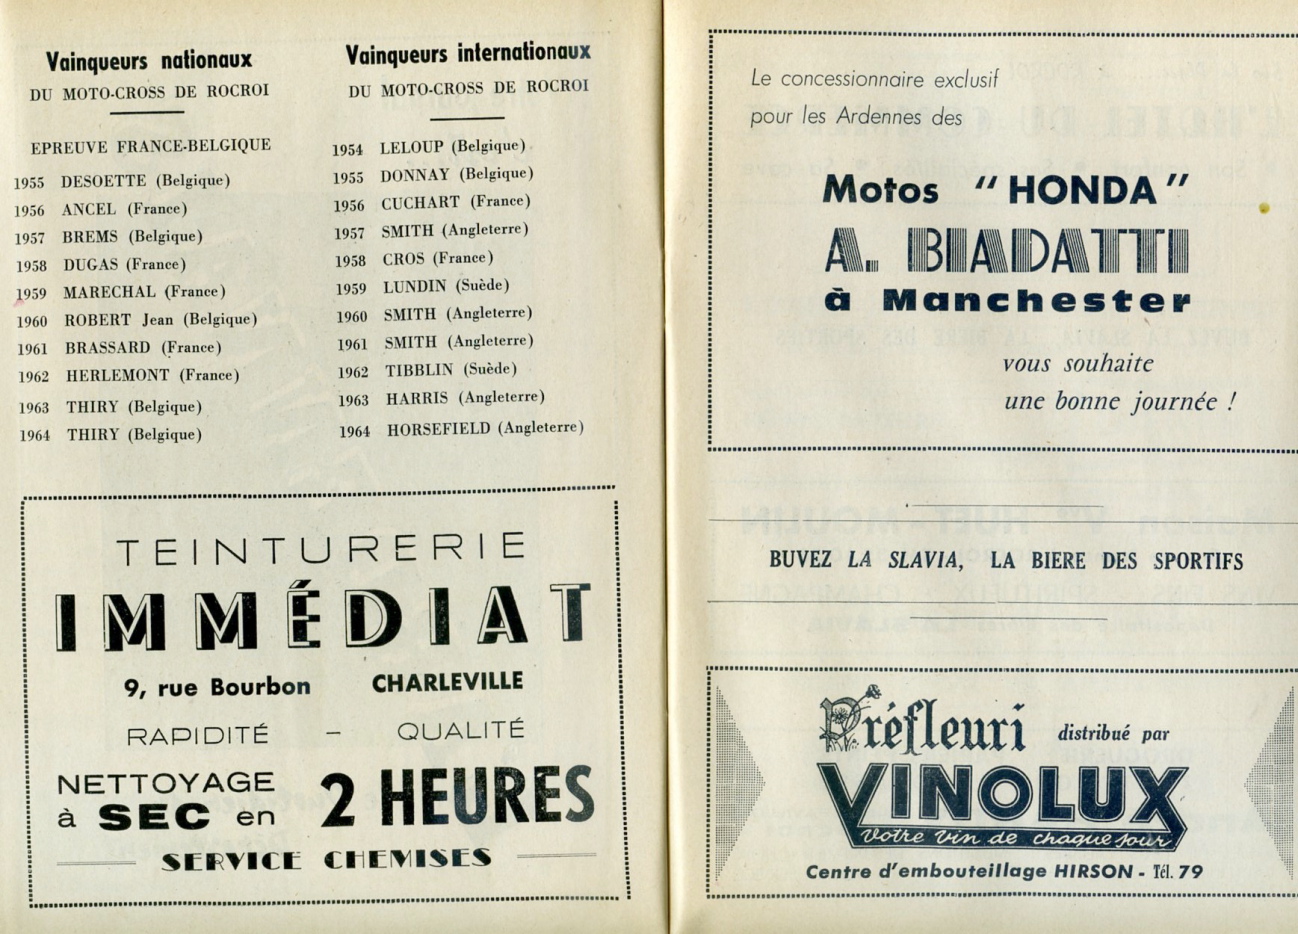 Vainqueurs nationaux
DU MOTO-CROSS DE ROCROI
EPREUVE FRANCE-BELGIQUE
1955 DESOETTE (Belgique)
1956 ANCEL (France)
1957 BREMS (Belgique)
1958 DUGAS (France)
1959 MARECHAL (France)
1960 ROBERT Jean (Belgique)
1961 BRASSARD (France)
1962 HERLEMONT (France)
1963 THIRY (Belgique)
1964 THIRY (Belgique)
Vainqueurs internationaux
DU MOTO-CROSS DE ROCROI
1954 LELOUP (Belgique)
1955 DONNAY (Belgique)
1956 CUCHART (France)
1957 SMITH (Angleterre)
1958 CROS (France)
1959 LUNDIN (Suède)
1960 SMITH (Angleterre)
1961 SMITH (Angleterre)
1962 TIBBLIN (Suède)
1963 HARRIS (Angleterre)
1964 HORSEFIELD (Angleterre)
TEINTURERIE
IMMÉDIAT
9, rue Bourbon CHARLEVILLE
RAPIDITÉ - QUALITÉ
NETTOYAGE
à SEC en 2 HEURES
SERVICE CHEMISES
Le concessionnaire exclusif
pour les Ardennes des
Motos "HONDA"
A. BIADATTI
à Manchester
vous souhaite
une bonne journée !
BUVEZ LA SLAVIA, LA BIERE DES SPORTIFS
Préfleuri distribué par
VINOLUX
Votre vin de chaque jour
Centre d'embouteillage HIRSON - Tél. 79